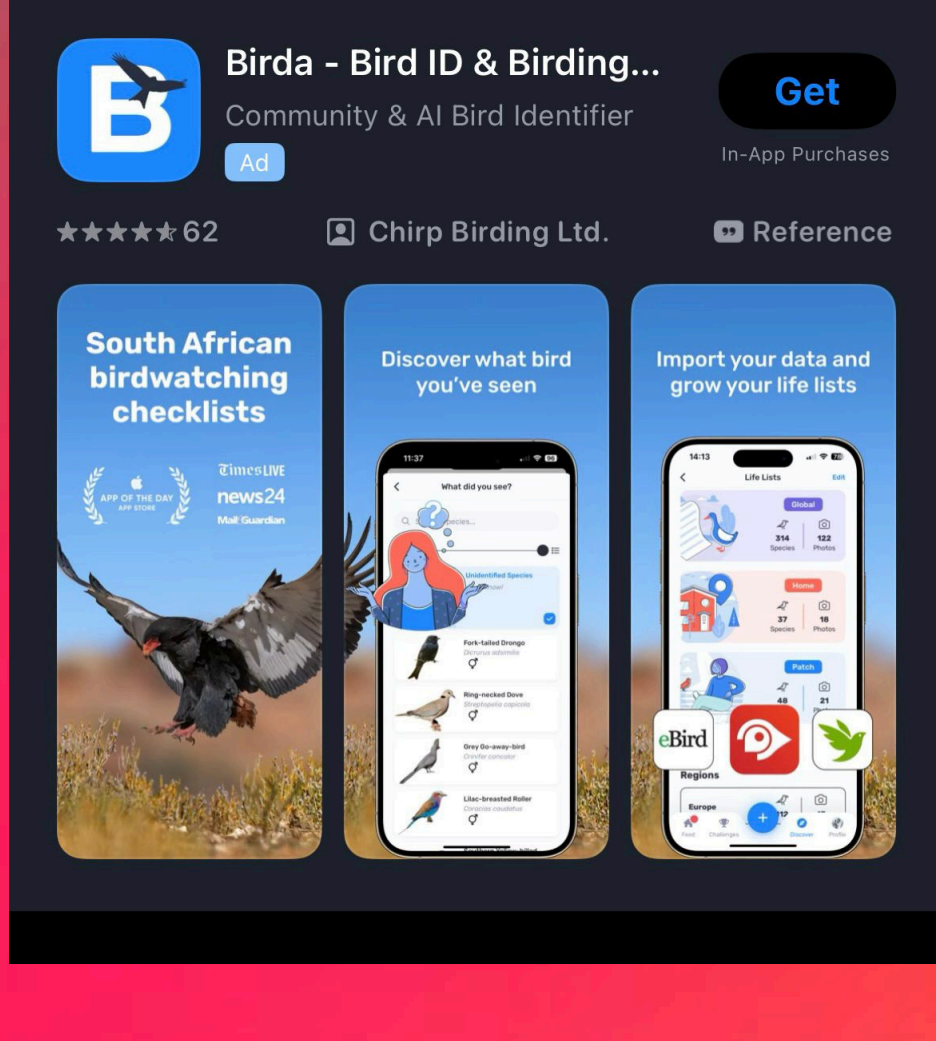 B
Birda - Bird ID & Birding...
Community & AI Bird Identifier
Ad
Get
In-App Purchases
62
Chirp Birding Ltd.
Reference
South African
birdwatching
checklists
APP OF THE DAY
APP STORE
TimesLIVE
news24
Mail Guardian
Discover what bird
you've seen
11:37
What did you see?
Unidentified Species
Fork-tailed Drongo
Dicrurus adsimilis
Ring-necked Dove
Streptopelia capicola
Grey Go-away-bird
Crinifer concolor
Lilac-breasted Roller
Coracias caudatus
Import your data and
grow your life lists
14:13
Life Lists
Edit
Global
314
122
Species
Photos
Home
37
18
Species
Photos
Patch
48
21
eBird
Regions
Europe
Feed
Challenges
Discover
Profile